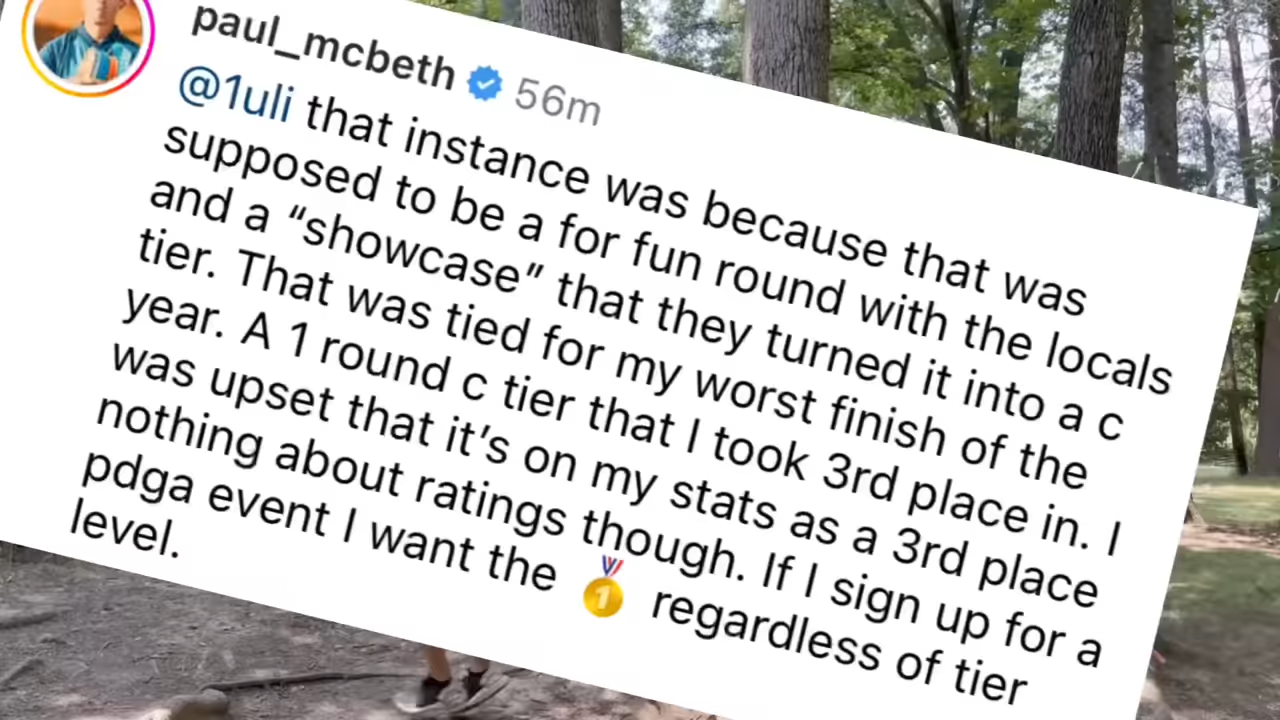 paul_mcbeth 56m
@1uli that instance was because that was
supposed to be a for fun round with the locals
and a “showcase” that they turned it into a c
tier. That was tied for my worst finish of the
year. A 1 round c tier that I took 3rd place in. I
was upset that it’s on my stats as a 3rd place
nothing about ratings though. If I sign up for a
pdga event I want the 🥇 regardless of tier
level.